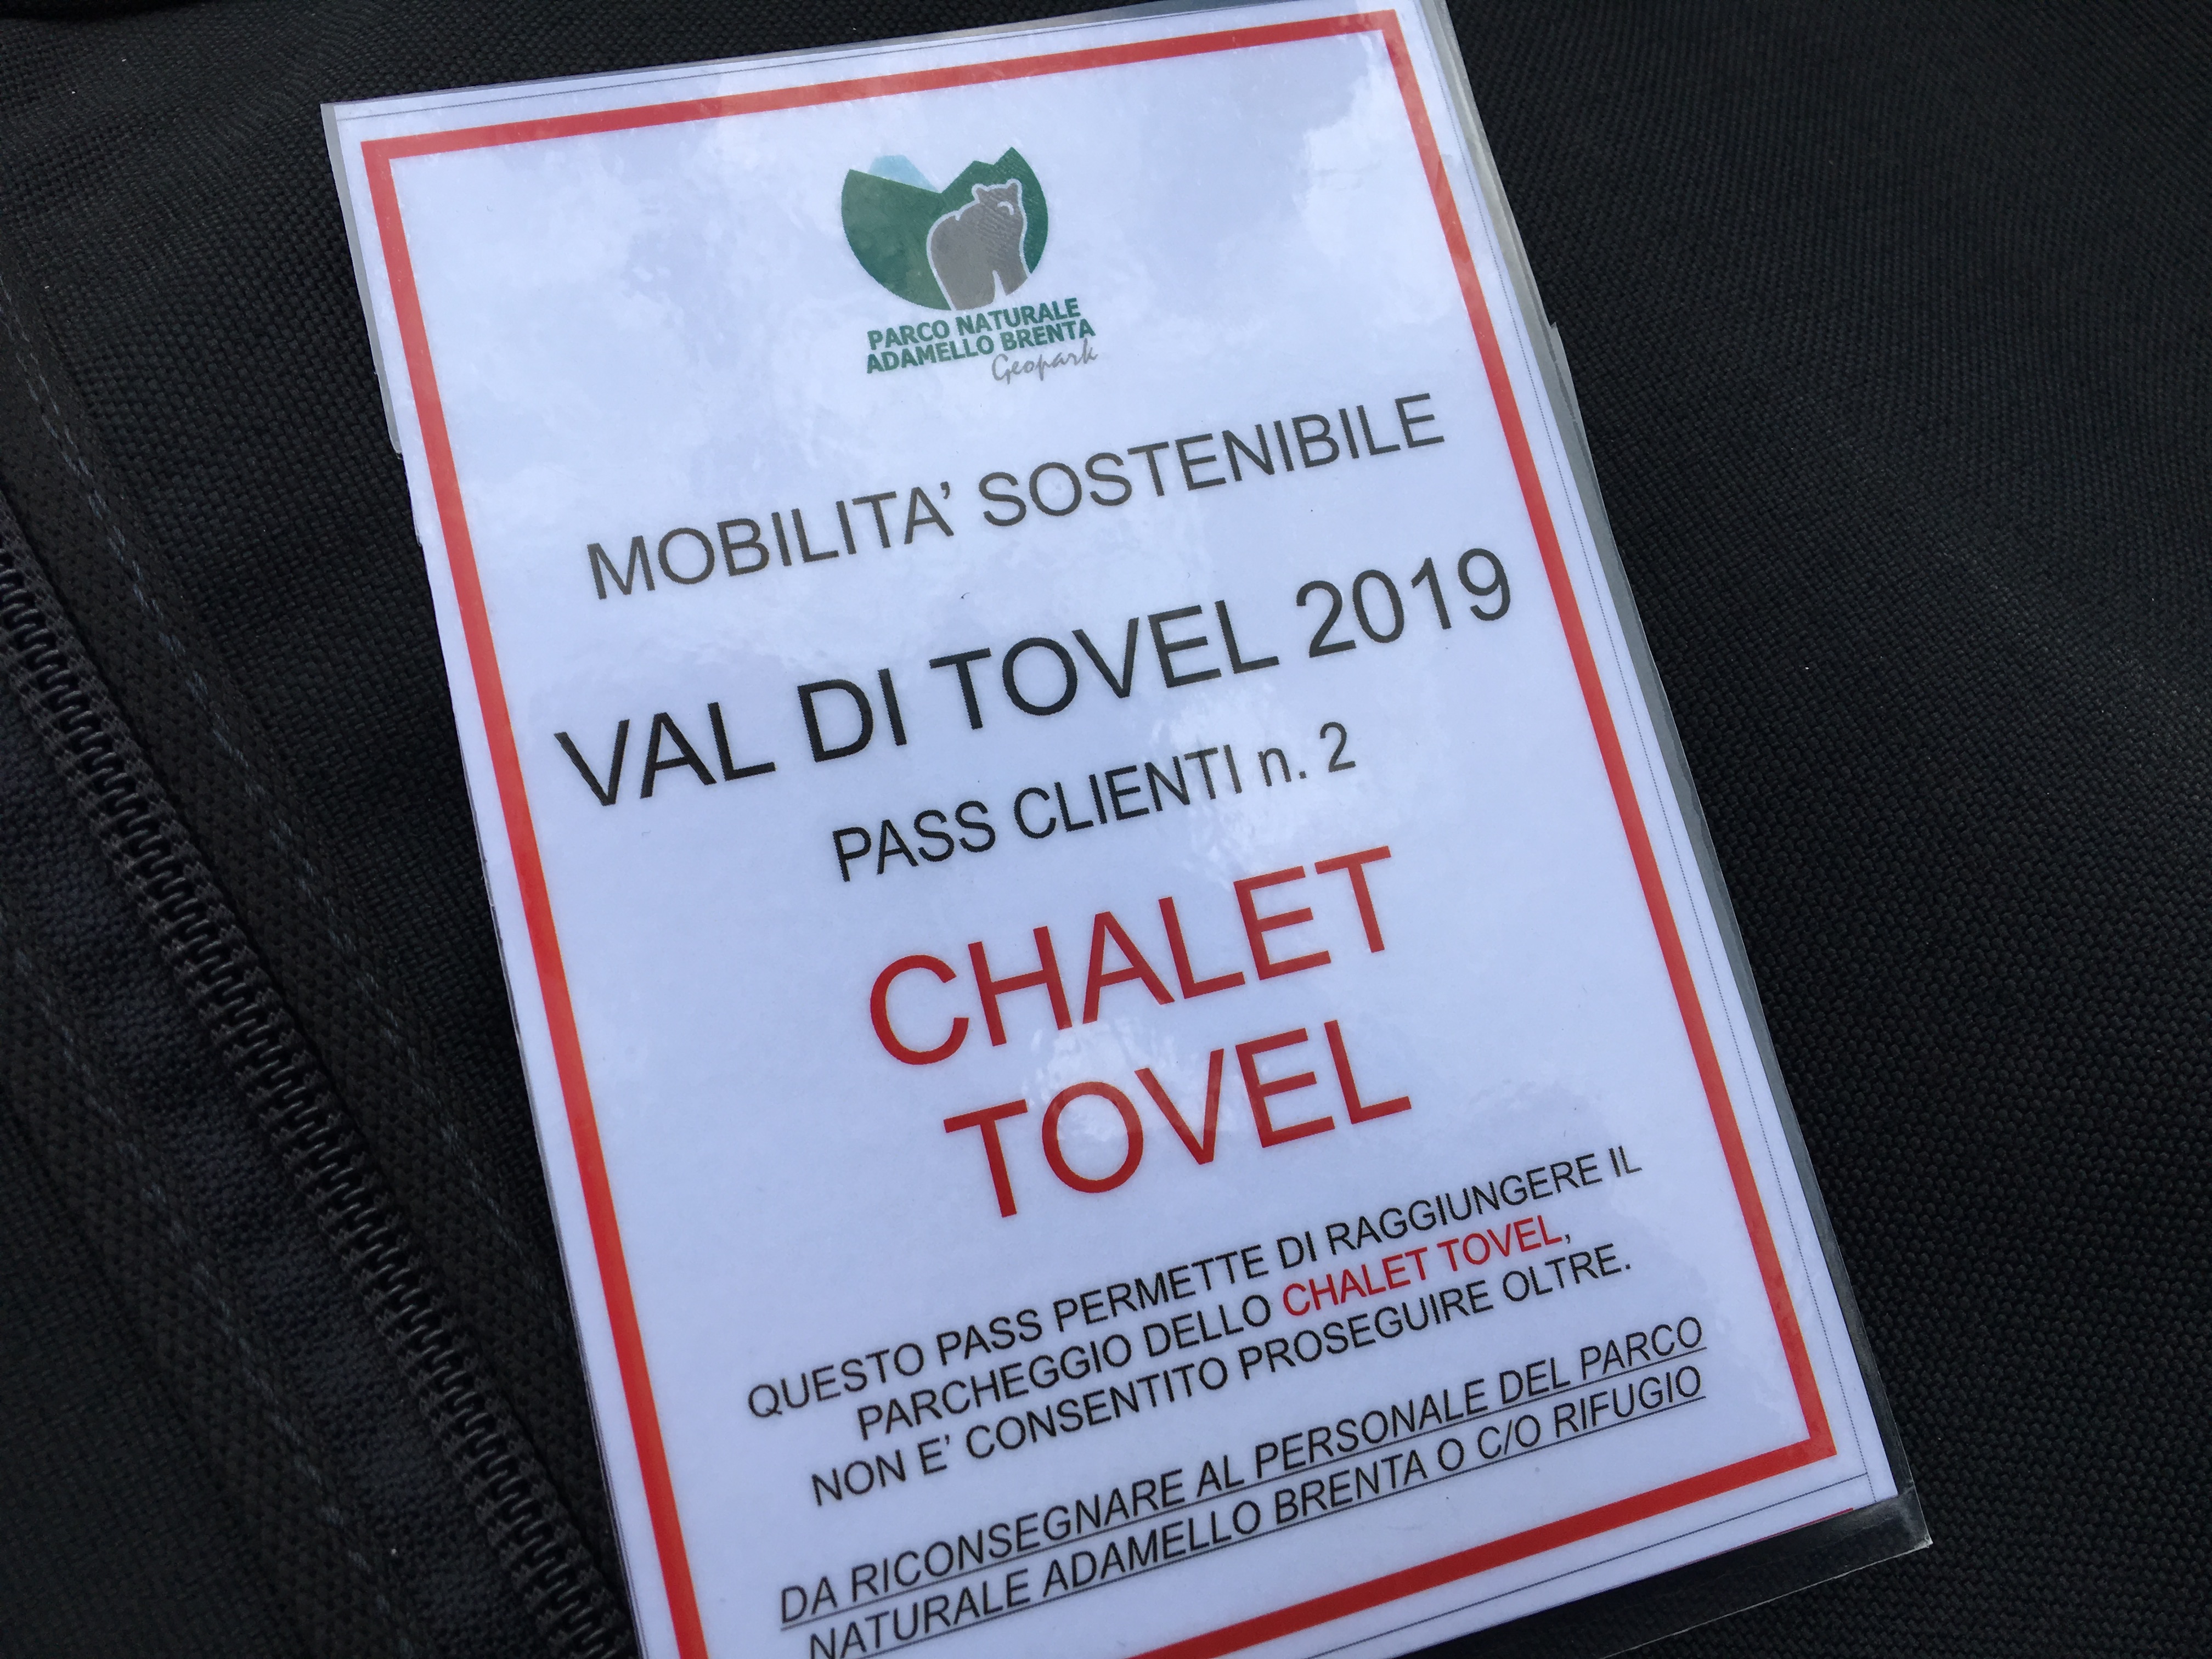 PARCO NATURALE
ADAMELLO BRENTA
Geopark
MOBILITA’ SOSTENIBILE
VAL DI TOVEL 2019
PASS CLIENTI n. 2
CHALET
TOVEL
QUESTO PASS PERMETTE DI RAGGIUNGERE IL
PARCHEGGIO DELLO CHALET TOVEL,
NON E’ CONSENTITO PROSEGUIRE OLTRE.
DA RICONSEGNARE AL PERSONALE DEL PARCO
NATURALE ADAMELLO BRENTA O C/O RIFUGIO